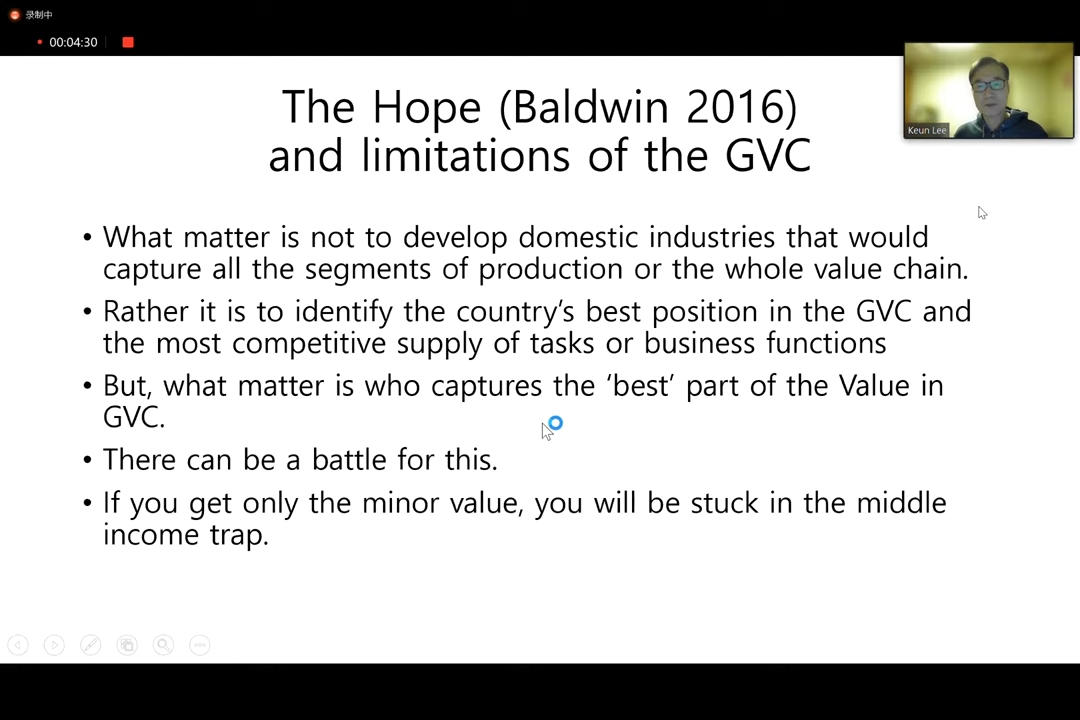 录制中
00:04:30
The Hope (Baldwin 2016)
and limitations of the GVC
Keun Lee
• What matter is not to develop domestic industries that would
capture all the segments of production or the whole value chain.
• Rather it is to identify the country’s best position in the GVC and
the most competitive supply of tasks or business functions
• But, what matter is who captures the ‘best’ part of the Value in
GVC.
• There can be a battle for this.
• If you get only the minor value, you will be stuck in the middle
income trap.